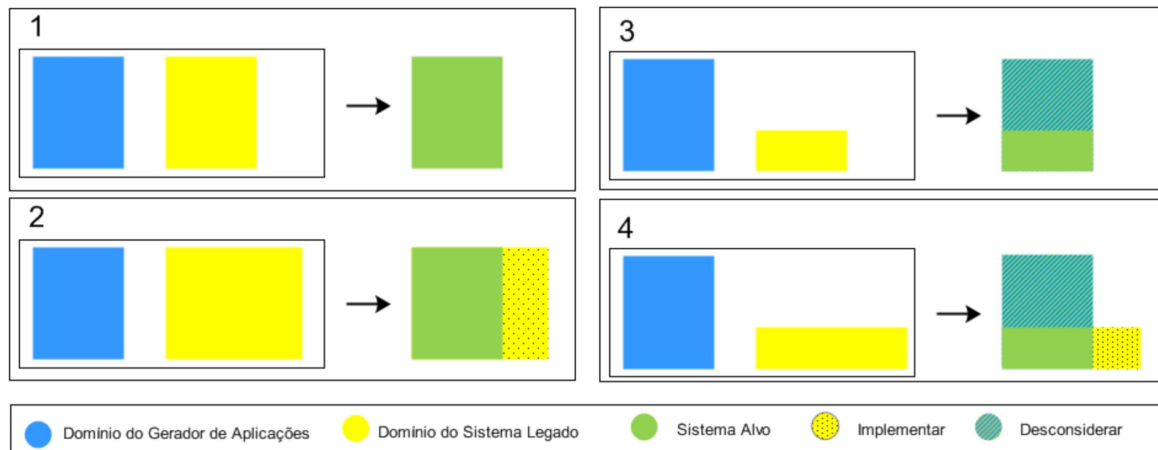 1
3
2
4
Domínio do Gerador de Aplicações
Domínio do Sistema Legado
Sistema Alvo
Implementar
Desconsiderar